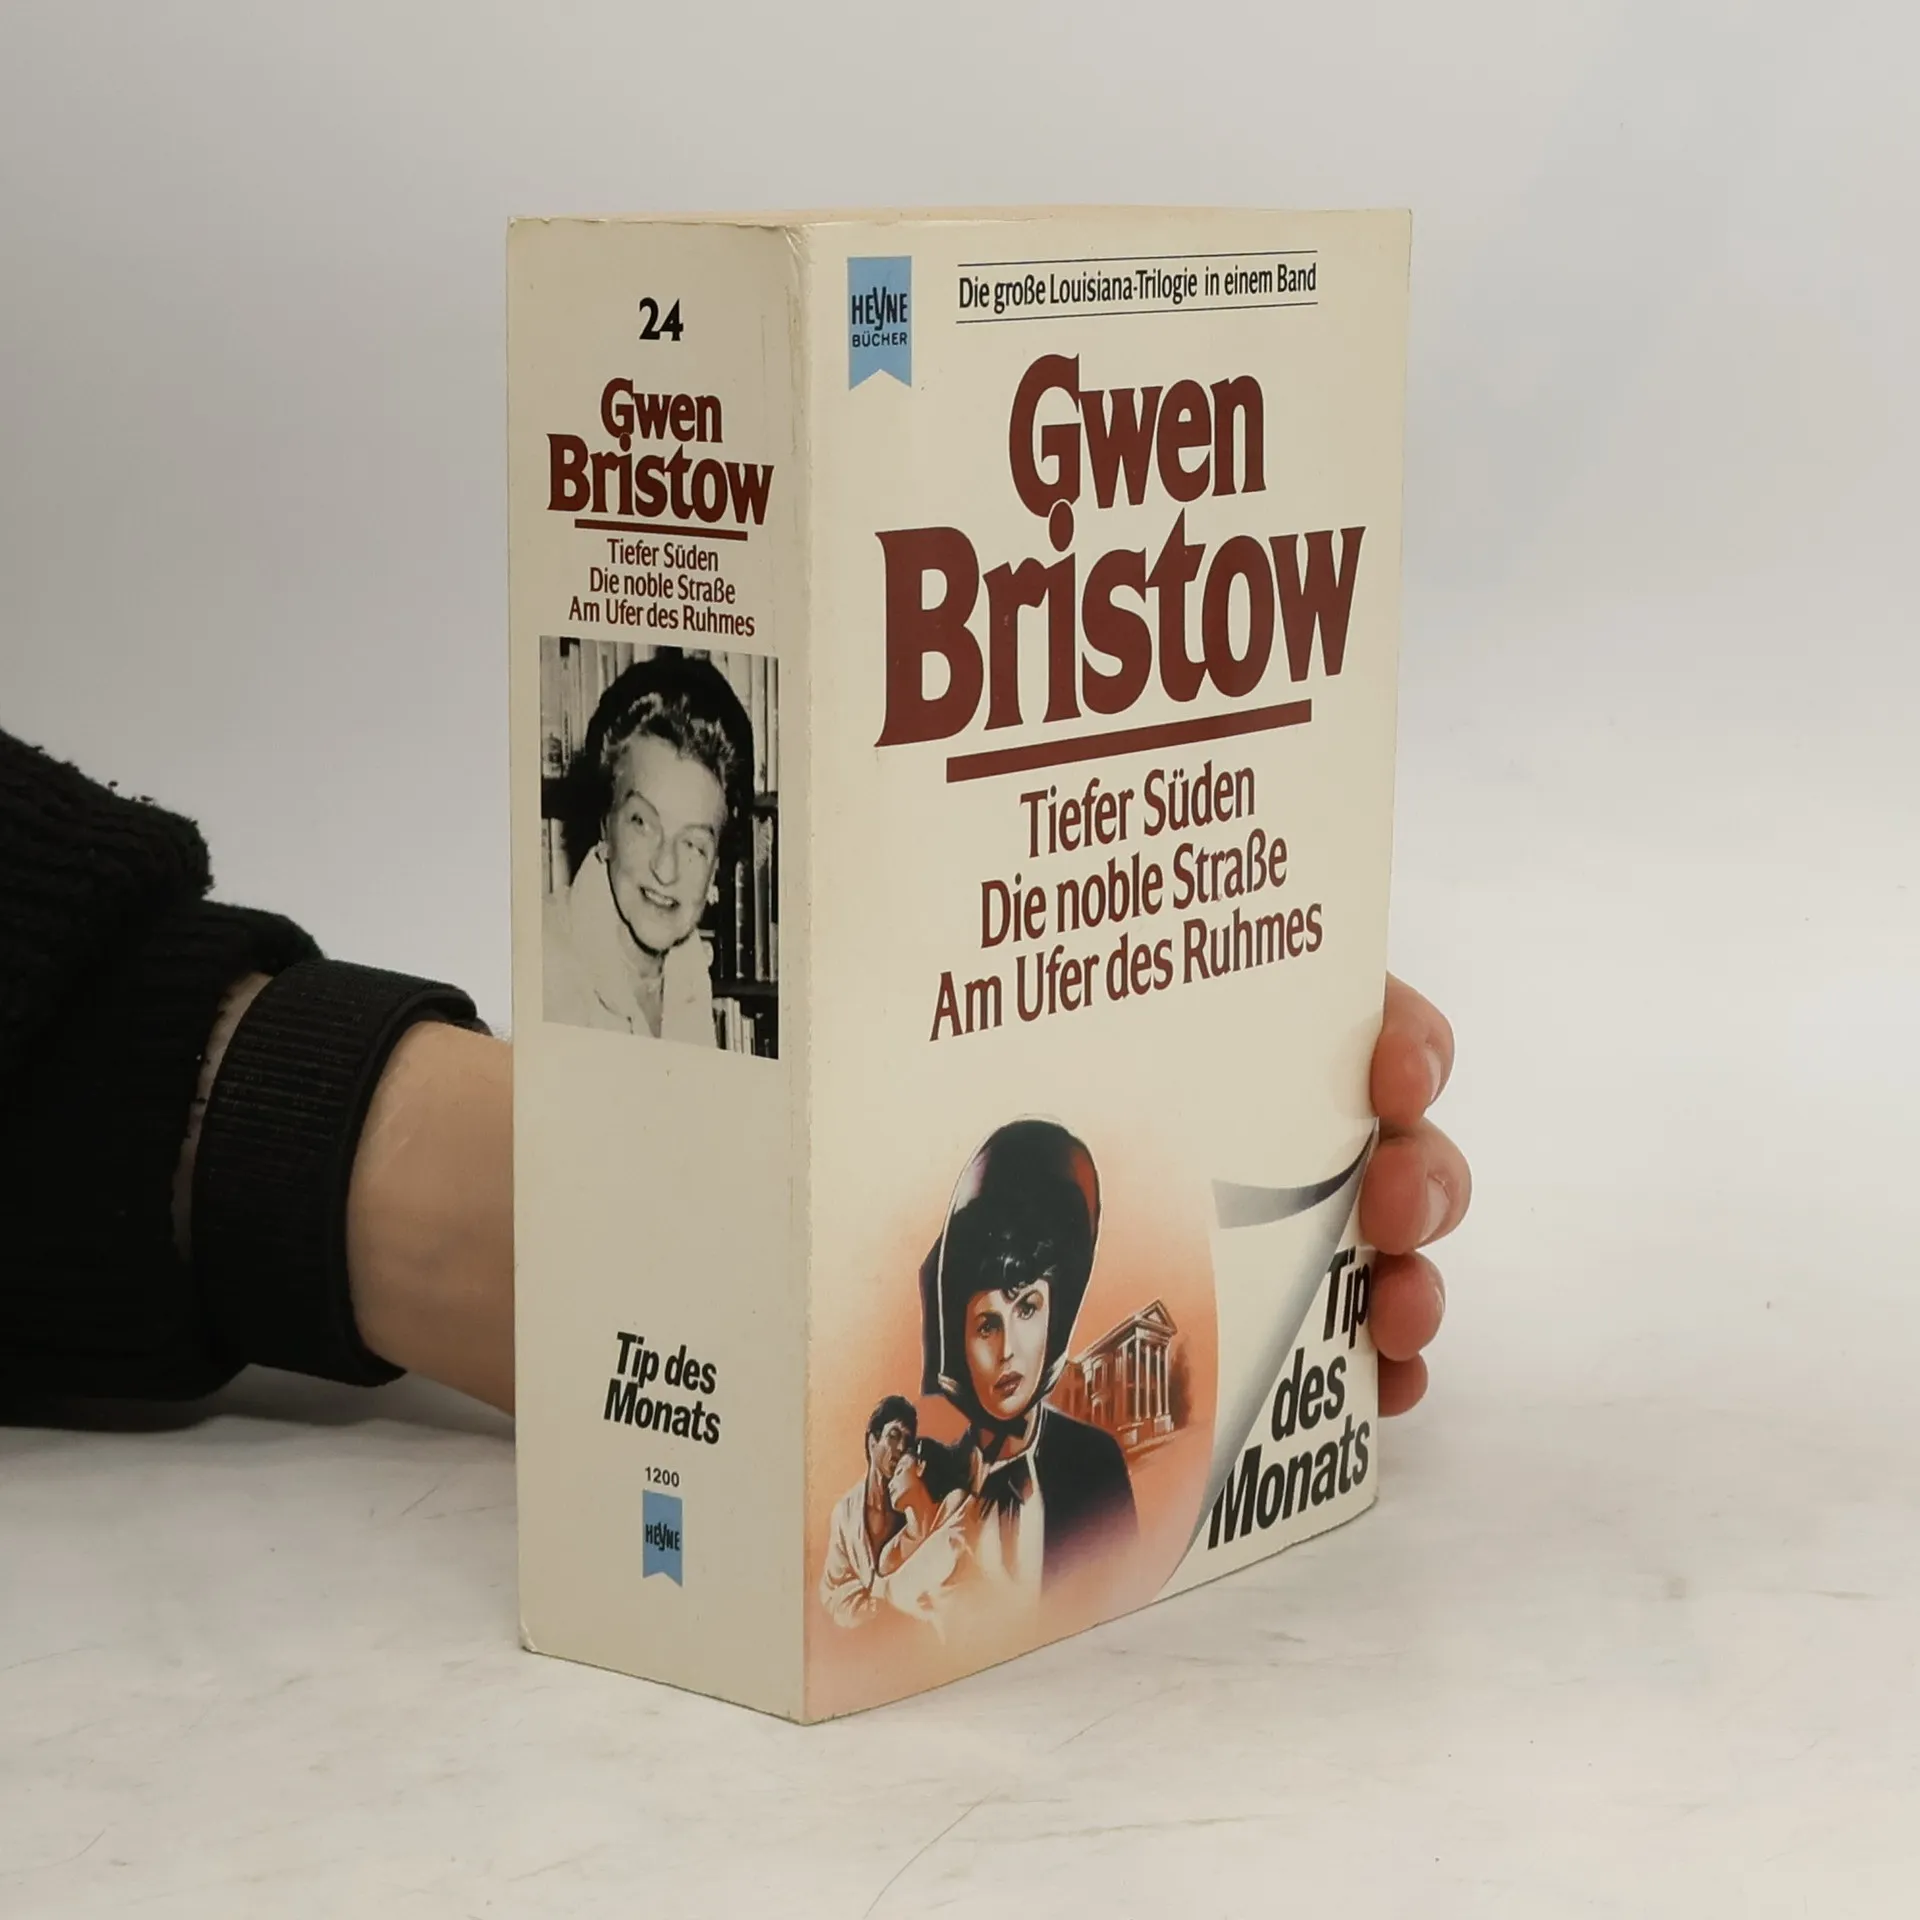 24
Gwen
Bristow
Tiefer Süden
Die noble Straße
Am Ufer des Ruhmes
Tip des
Monats
1200
HEYNE
HEYNE
BÜCHER
Die große Louisiana-Trilogie in einem Band
Gwen
Bristow
Tiefer Süden
Die noble Straße
Am Ufer des Ruhmes
Tip
des
Monats